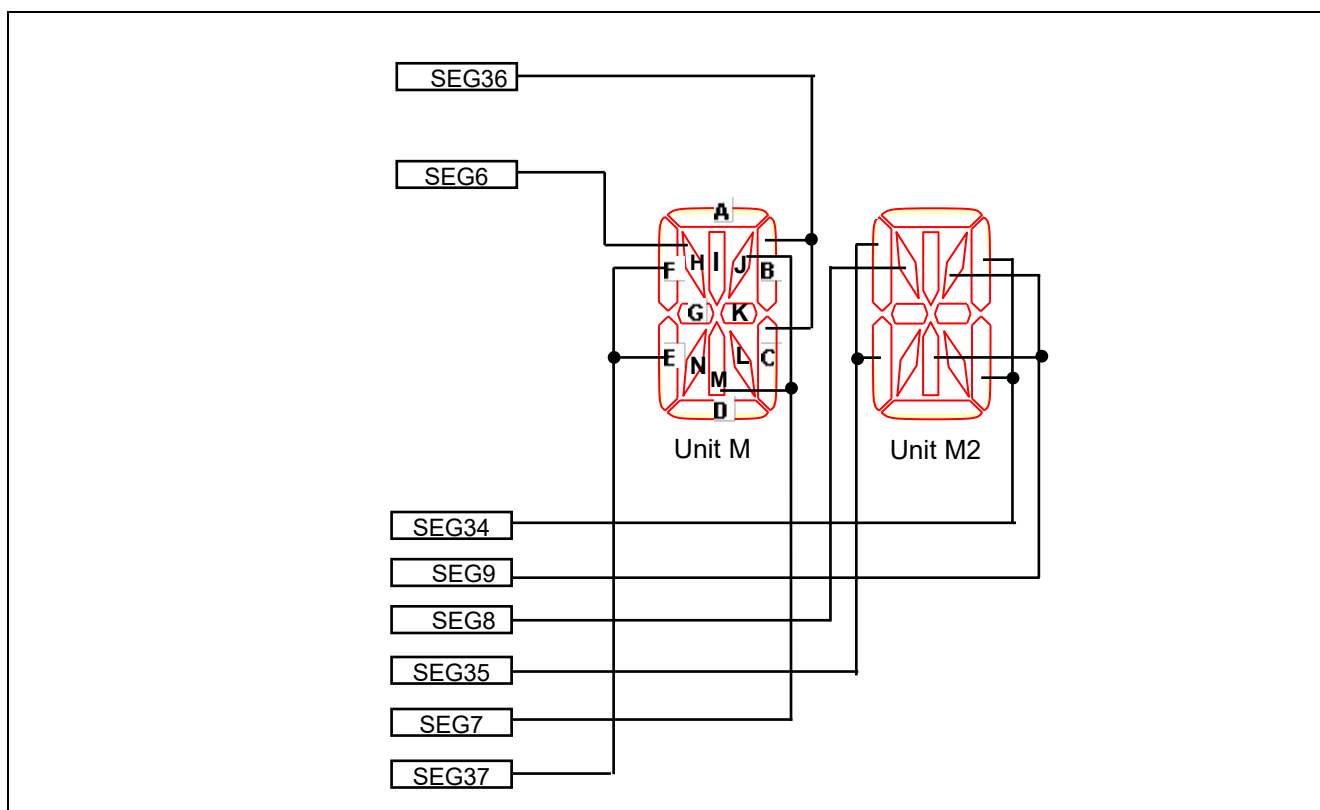 SEG36
SEG6
A
H I J
F B
G K
E N L C
M
D
Unit M Unit M2
SEG34
SEG9
SEG8
SEG35
SEG7
SEG37